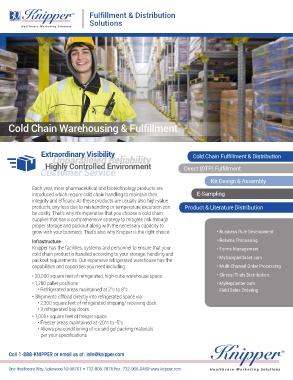 Knipper®
Healthcare Marketing Solutions
Fulfillment & Distribution
Solutions
Cold Chain Warehousing & Fulfillment
Extraordinary Visibility
Reliability
Highly Controlled Environment
Customer Service
Each year, more pharmaceutical and biotechnology products are
introduced which require cold chain handling to maintain their
integrity and efficacy. As these products are usually also high-value
products, any loss due to mishandling or temperature excursion can
be costly. That's why it's imperative that you choose a cold chain
supplier that has a comprehensive strategy to mitigate risk through
proper storage and packout along with the necessary capacity to
grow with your business. That's also why Knipper is the right choice.
Infrastructure
Knipper has the facilities, systems and personnel to ensure that your
cold chain product is handled according to your storage, handling and
packout requirements. Our expansive refrigerated warehouse has the
capabilities and capacities you need including:
• 20,000 square feet of refrigerated, high-cube warehouse space
• 1,280 pallet positions
• Refrigerated areas maintained at 2°c to 8°c
• Shipments offload directly into refrigerated space via:
• 2,300 square feet of refrigerated shipping/receiving dock
• 3 refrigerated bay doors
• 1,000+ square feet of freezer space
• Freezer areas maintained at
• Allows pre-conditioning of ice and gel packing materials
per your specifications
Cold Chain Fulfillment & Distribution
Direct (DTP) Fulfillment
Kit Design & Assembly
E-Sampling
Product & Literature Distribution
• Business Rule Environment
• Returns Processing
• Forms Management
• MySampleCloset.com
• Multi-Channel Order Processing
• Clinical Trials Distribution
• MyRepCenter.com
Field Sales Ordering
Call 1-888-KNIPPER or email us at: info@knipper.com
One Healthcare Way, Lakewood NJ 08701 • 732-905-7878 Fax: 732-905-0469 www.knipper.com
Knipper®
Healthcare Marketing Solutions